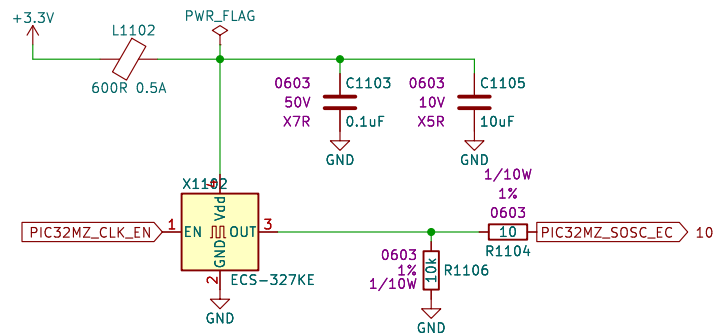 PWR_FLAG
+3.3V
L1102
600R 0.5A
0603
50V
X7R
C1103
0.1uF
GND
0603
10V
X5R
C1105
10uF
GND
X1102
4
Vdd
PIC32MZ_CLK_EN
1
EN
OUT
3
GND
2
ECS-327KE
GND
1/10W
1%
0603
10
R1104
PIC32MZ_SOSC_EC
10
0603
1%
1/10W
10k
R1106
GND